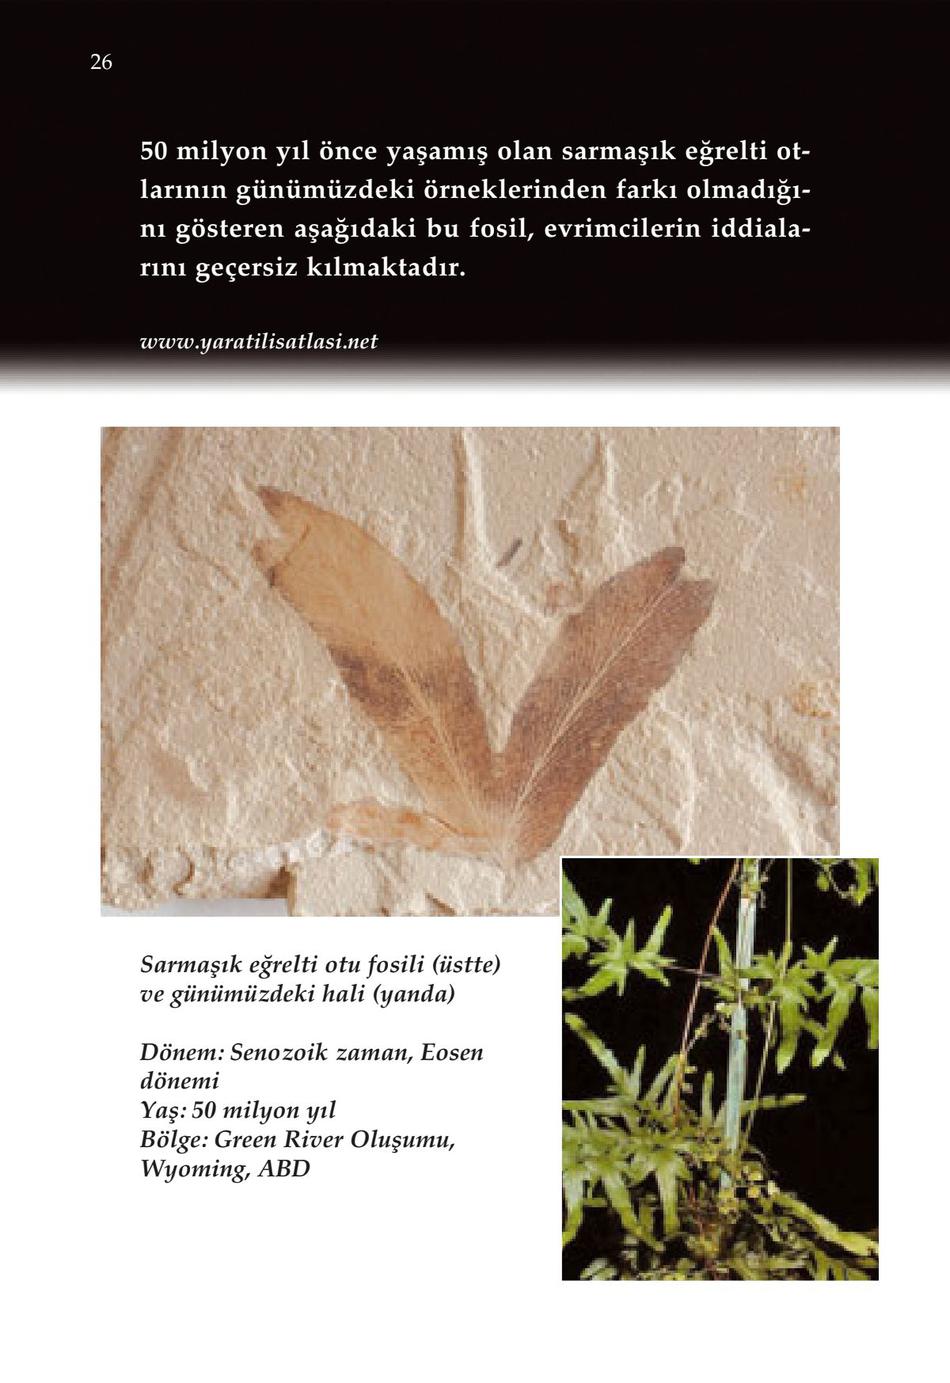 26
50 milyon yıl önce yaşamış olan sarmaşık eğrelti ot-
larının günümüzdeki örneklerinden farkı olmadığı-
nı gösteren aşağıdaki bu fosil, evrimcilerin iddiala-
rını geçersiz kılmaktadır.
www.yaratilisatlasi.net
Sarmaşık eğrelti otu fosili (üstte)
ve günümüzdeki hali (yanda)
Dönem: Senozoik zaman, Eosen
dönemi
Yaş: 50 milyon yıl
Bölge: Green River Oluşumu,
Wyoming, ABD